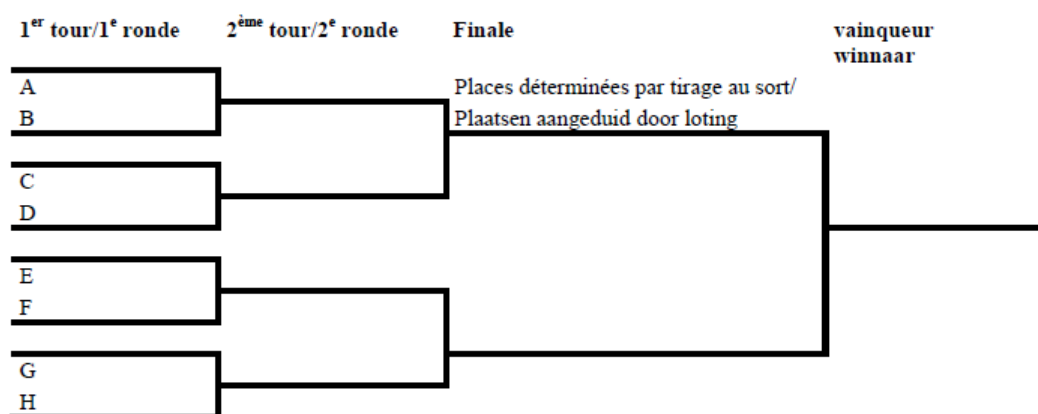 1er tour/1e ronde 2ème tour/2e ronde Finale vainqueur
winnaar
A Places déterminées par tirage au sort/
B Plaatsen aangeduid door loting
C
D
E
F
G
H